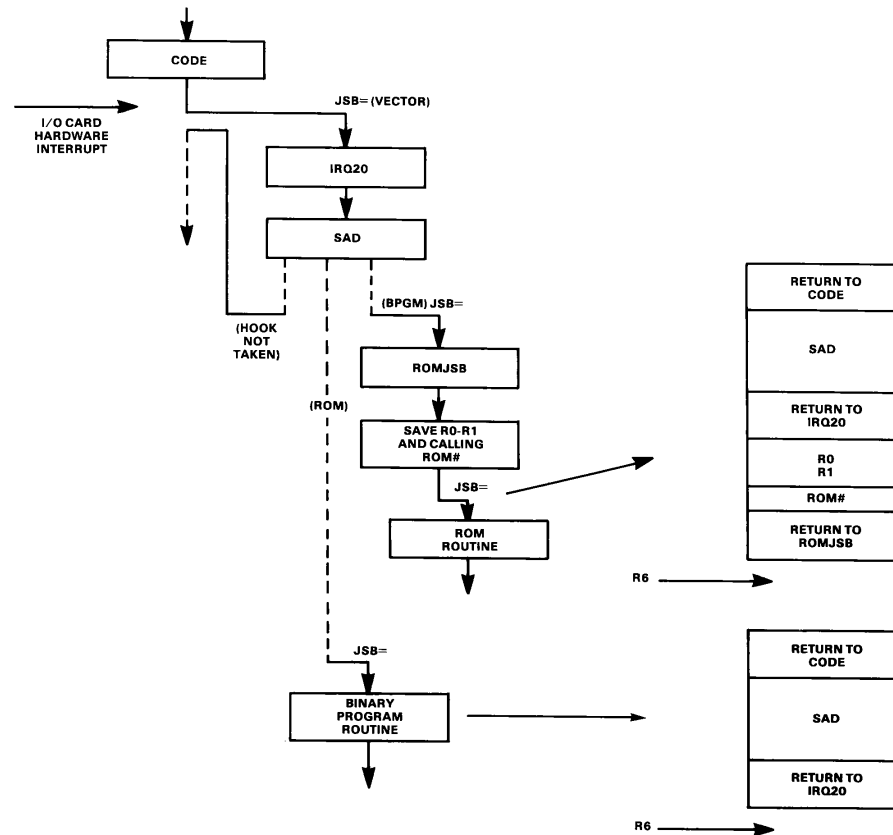 CODE
JSB= (VECTOR)
I/O CARD
HARDWARE
INTERRUPT
IRQ20
SAD
(BPGM) JSB=
(HOOK
NOT
TAKEN)
ROMJSB
(ROM)
SAVE R0-R1
AND CALLING
ROM#
JSB=
ROM
ROUTINE
RETURN TO
CODE
SAD
RETURN TO
IRQ20
R0
R1
ROM#
RETURN TO
ROMJSB
R6
JSB=
BINARY
PROGRAM
ROUTINE
RETURN TO
CODE
SAD
RETURN TO
IRQ20
R6